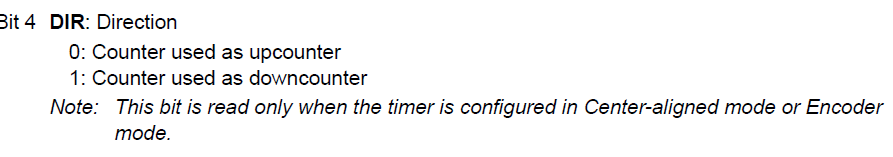 Bit 4 DIR: Direction
0: Counter used as upcounter
1: Counter used as downcounter
Note: This bit is read only when the timer is configured in Center-aligned mode or Encoder
mode.